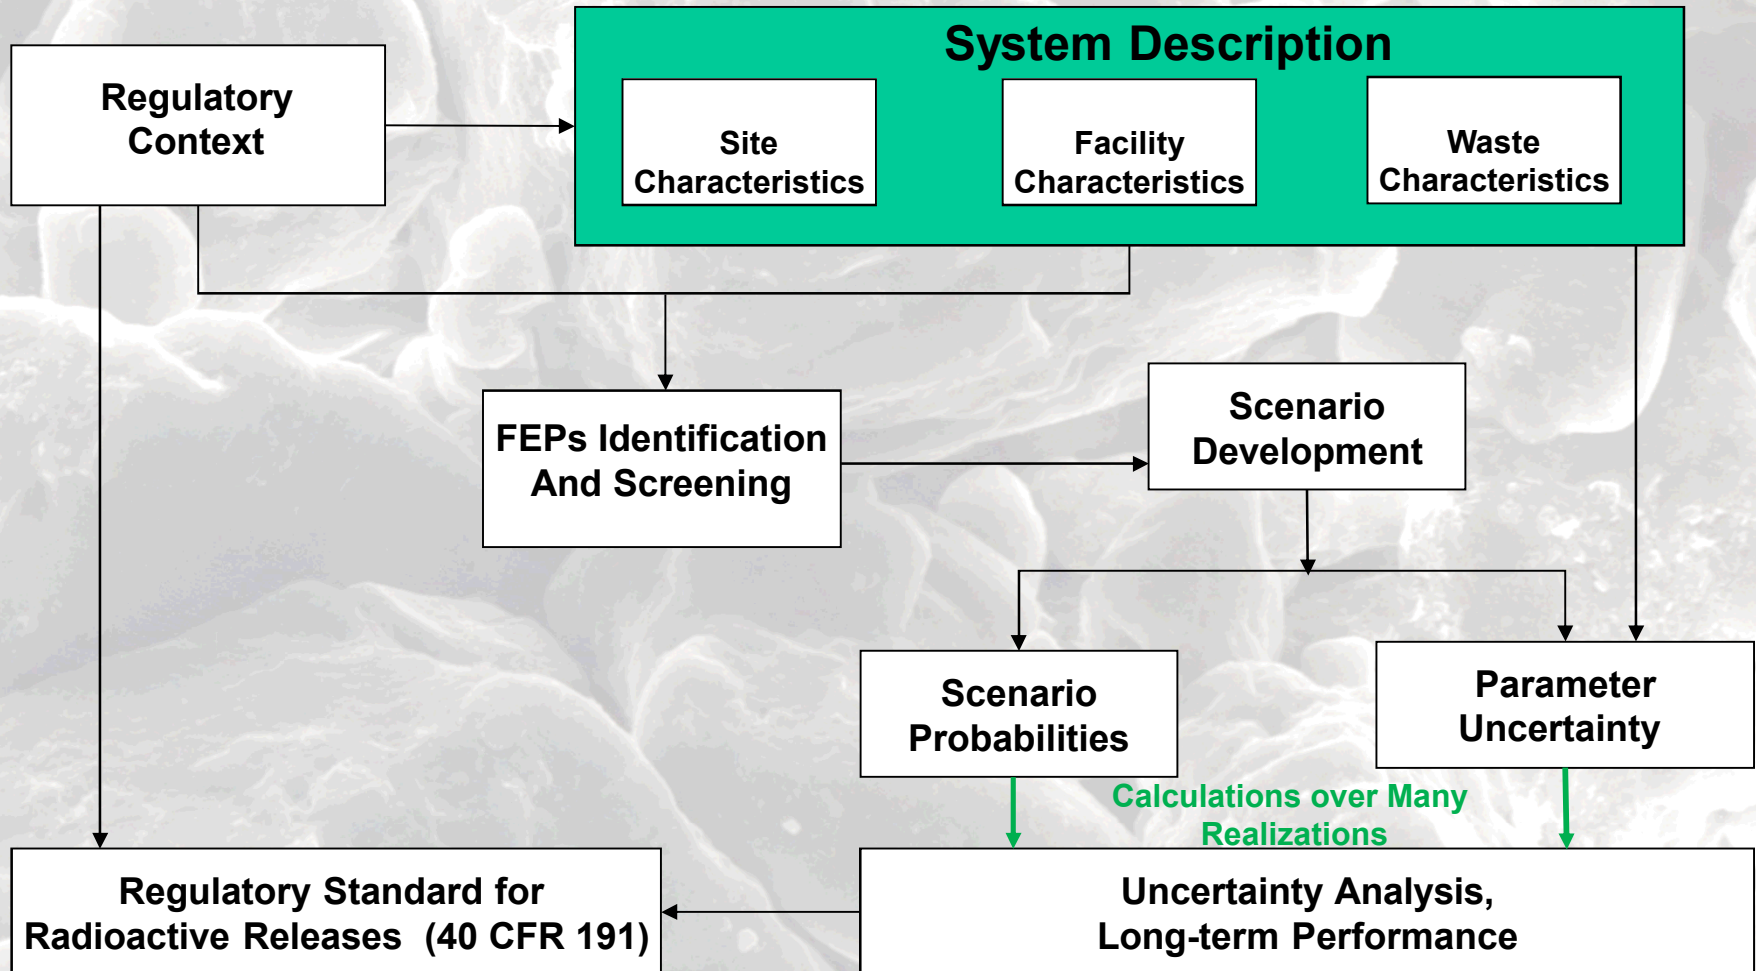 System Description
Regulatory
Context
Site
Characteristics
Facility
Characteristics
Waste
Characteristics
FEPs Identification
And Screening
Scenario
Development
Scenario
Probabilities
Parameter
Uncertainty
Calculations over Many
Realizations
Regulatory Standard for
Radioactive Releases (40 CFR 191)
Uncertainty Analysis,
Long-term Performance